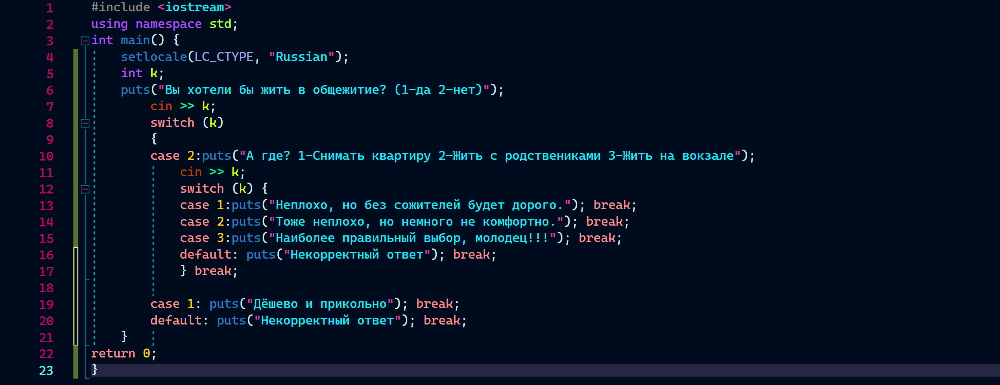 1 #include <iostream>
2 using namespace std;
3 int main() {
4 setlocale(LC_CTYPE, "Russian");
5 int k;
6 puts("Вы хотели бы жить в общежитие? (1-да 2-нет)");
7 cin >> k;
8 switch (k)
9 {
10 case 2:puts("А где? 1-Снимать квартиру 2-Жить с родствениками 3-Жить на вокзале");
11 cin >> k;
12 switch (k) {
13 case 1:puts("Неплохо, но без сожителей будет дорого."); break;
14 case 2:puts("Тоже неплохо, но немного не комфортно."); break;
15 case 3:puts("Наиболее правильный выбор, молодец!!!"); break;
16 default: puts("Некорректный ответ"); break;
17 } break;
18
19 case 1: puts("Дёшево и прикольно"); break;
20 default: puts("Некорректный ответ"); break;
21 }
22 return 0;
23 }